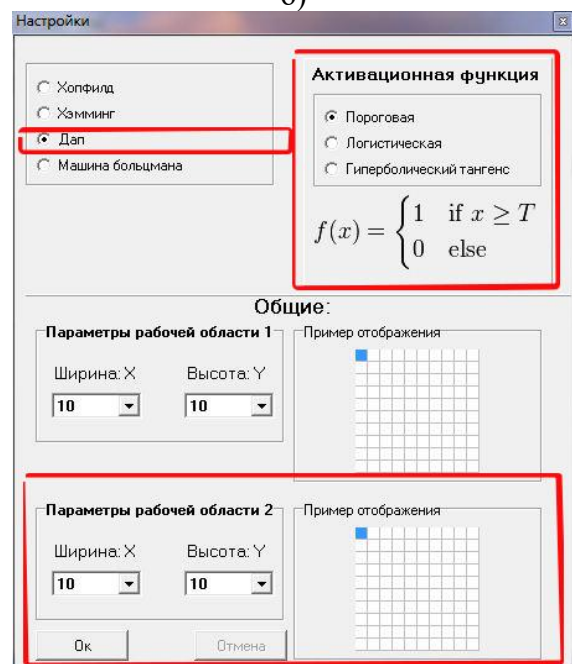 б)
Настройки
Хопфилд
Хэмминг
Дап
Машина больцмана
Активационная функция
Пороговая
Логистическая
Гиперболический тангенс
f(x) = { 1 if x ≥ T
0 else
Общие:
Параметры рабочей области 1
Ширина: X Высота: Y
10 10
Пример отображения
Параметры рабочей области 2
Ширина: X Высота: Y
10 10
Пример отображения
Ок Отмена